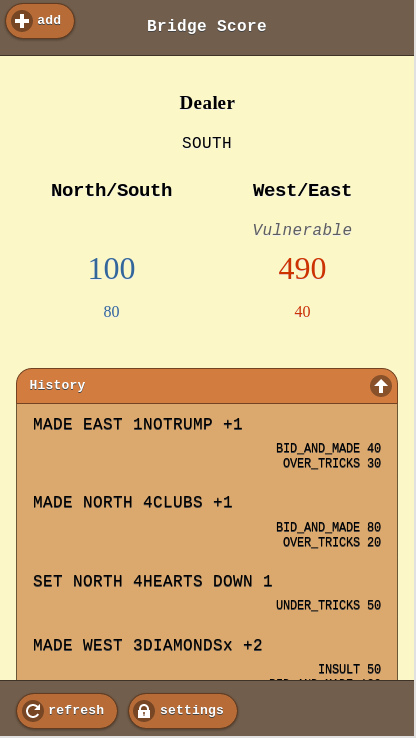 add
Bridge Score
Dealer
SOUTH
North/South
West/East
Vulnerable
100
490
80
40
History
MADE EAST 1NOTRUMP +1
BID_AND_MADE 40
OVER_TRICKS 30
MADE NORTH 4CLUBS +1
BID_AND_MADE 80
OVER_TRICKS 20
SET NORTH 4HEARTS DOWN 1
UNDER_TRICKS 50
MADE WEST 3DIAMONDSx +2
INSULT 50
refresh
settings